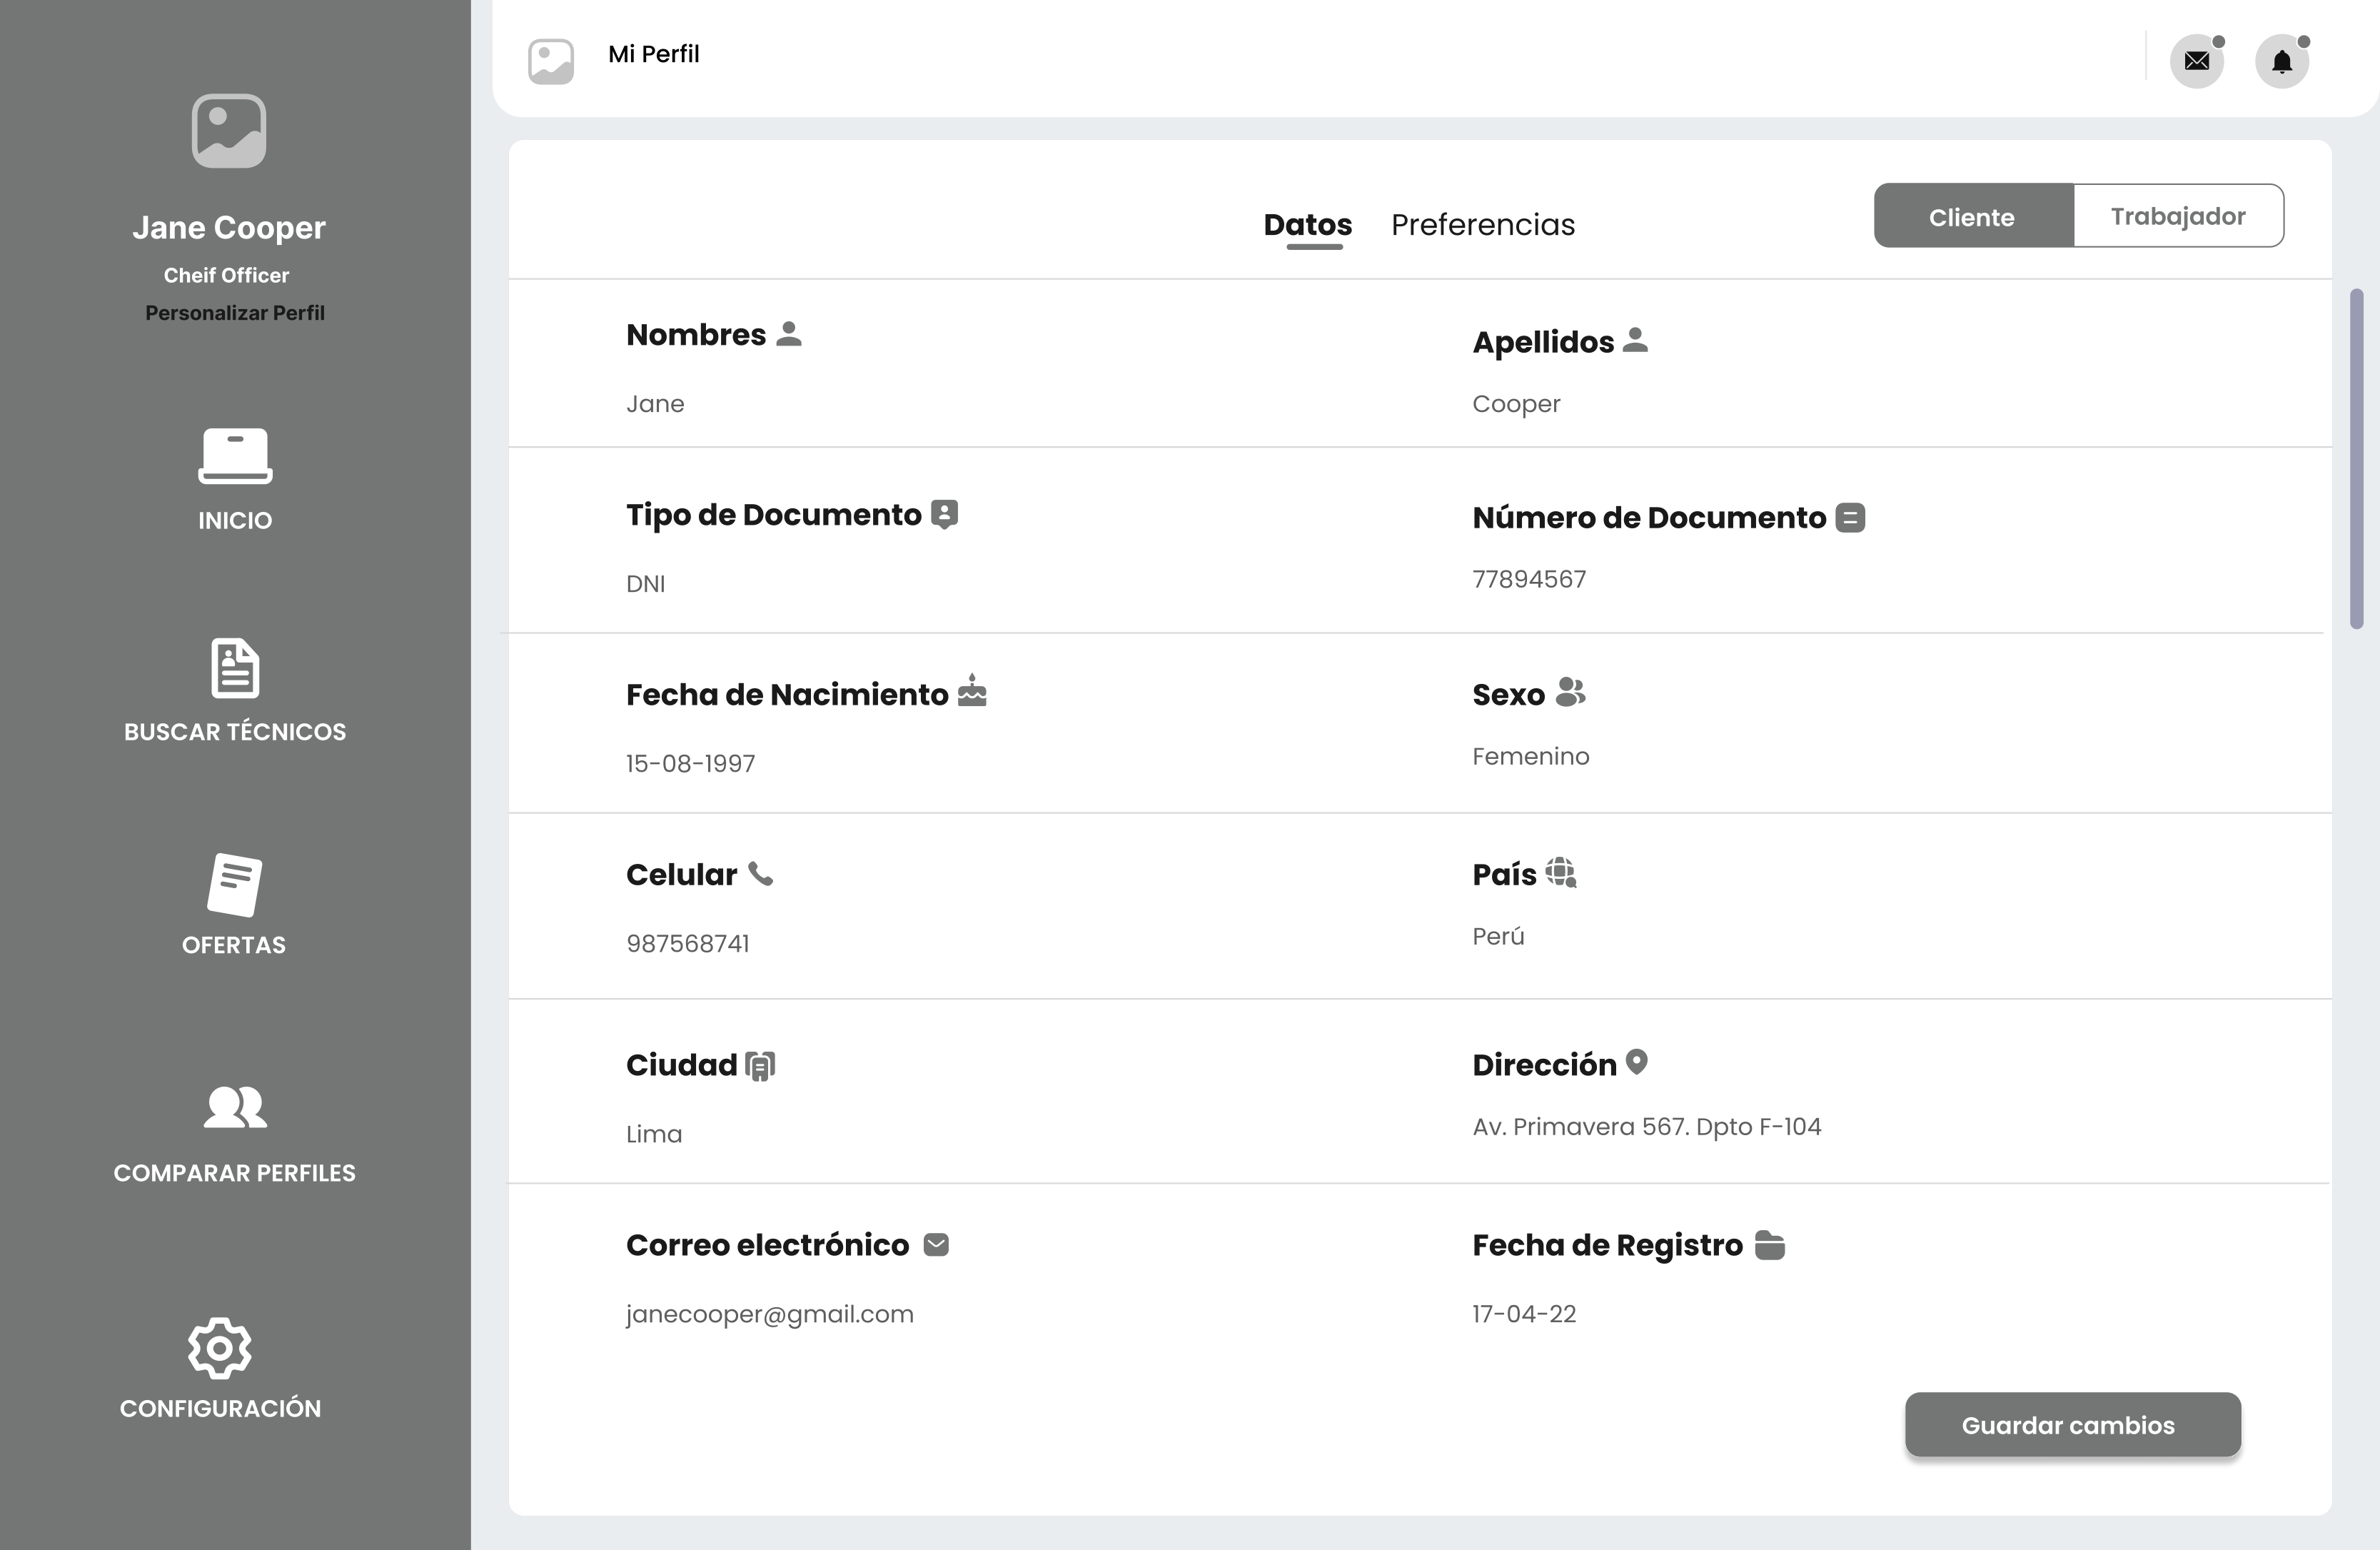 Jane Cooper
Cheif Officer
Personalizar Perfil
INICIO
BUSCAR TÉCNICOS
OFERTAS
COMPARAR PERFILES
CONFIGURACIÓN
Mi Perfil
Datos Preferencias Cliente Trabajador
Nombres Apellidos
Jane Cooper
Tipo de Documento Número de Documento
DNI 77894567
Fecha de Nacimiento Sexo
15-08-1997 Femenino
Celular País
987568741 Perú
Ciudad Dirección
Lima Av. Primavera 567. Dpto F-104
Correo electrónico Fecha de Registro
janecooper@gmail.com 17-04-22
Guardar cambios